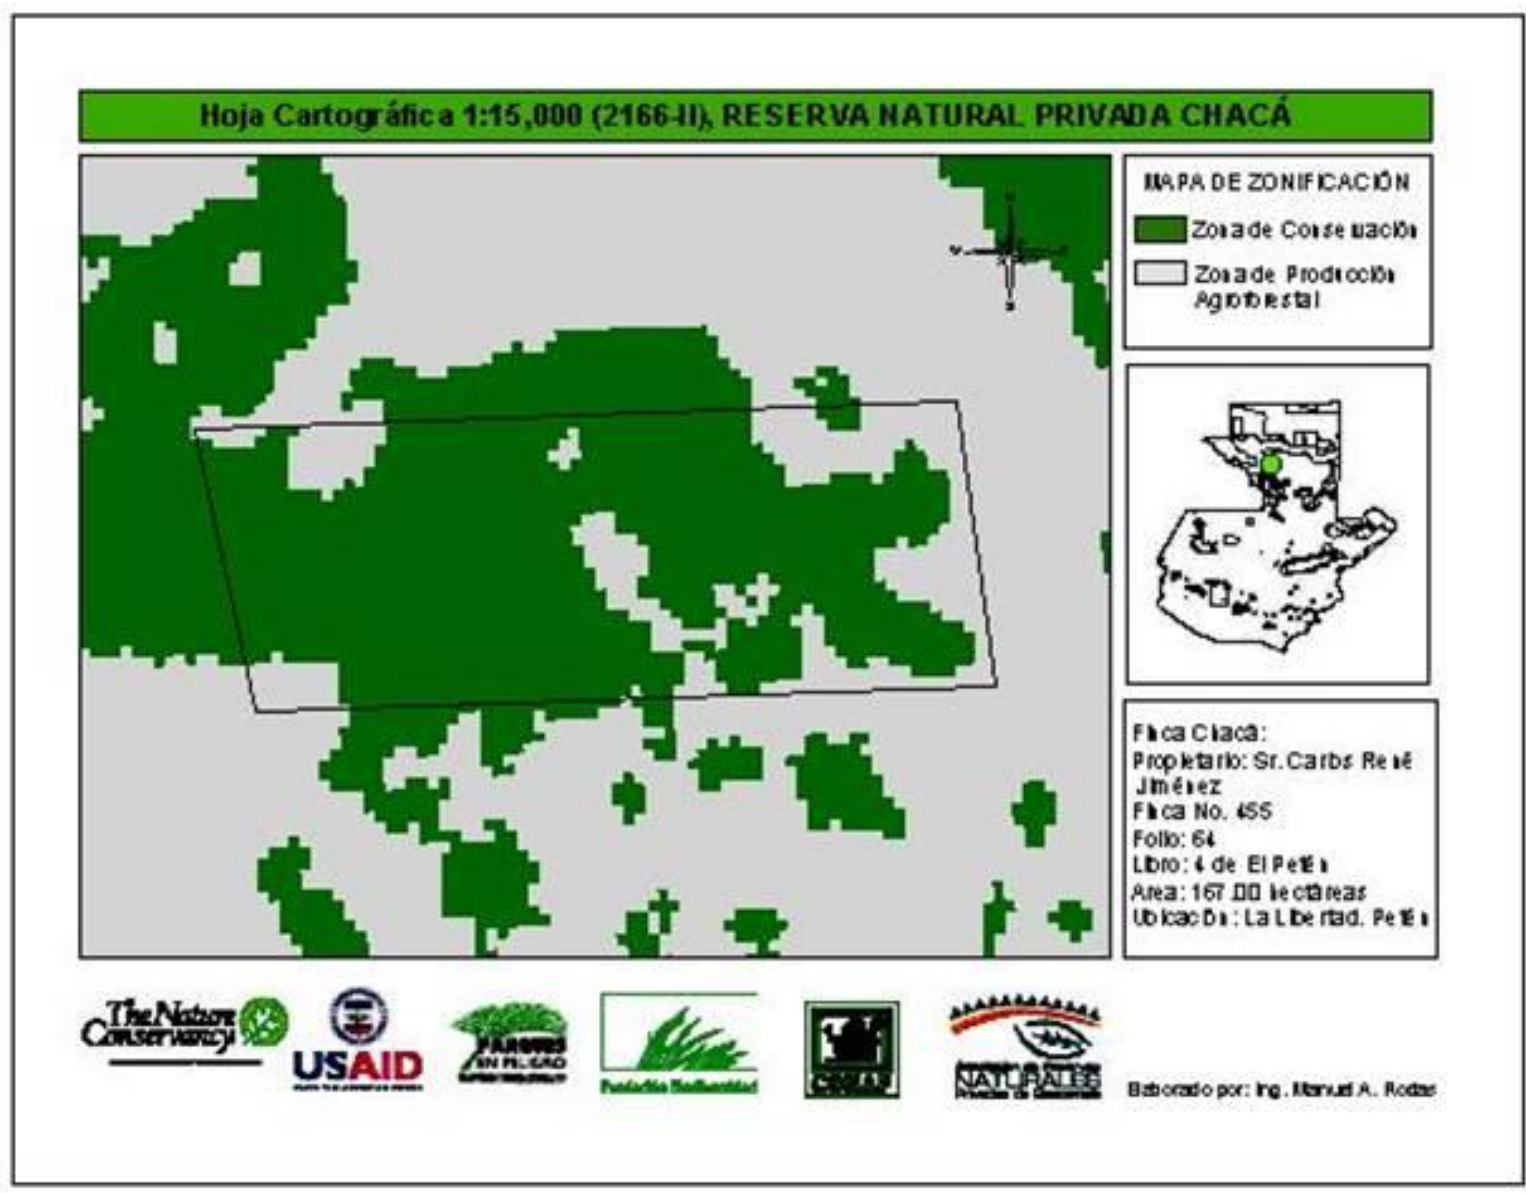 Hoja Cartográfica 1:15,000 (2166-II), RESERVA NATURAL PRIVADA CHACÁ
MAPA DE ZONIFICACIÓN
Zona de Conservación
Zona de Producción
Agroforestal
Finca Chacá:
Propietario: Sr. Carlos René
Jiménez
Finca No. 455
Folio: 64
Libro: 4 de El Petén
Area: 167.00 hectáreas
Ubicación: La Libertad. Petén
The Nature
Conservancy
USAID
PARQUES
EN PELIGRO
Fundación Biodiversidad
NATURALES
Elaborado por: Ing. Manuel A. Rodas